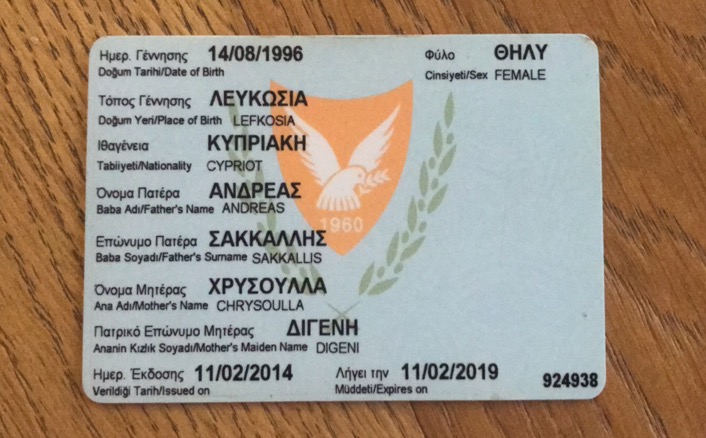 Ημερ. Γέννησης 14/08/1996 Φύλο ΘΗΛΥ
Doğum Tarihi/Date of Birth Cinsiyeti/Sex FEMALE
Τόπος Γέννησης ΛΕΥΚΩΣΙΑ
Doğum Yeri/Place of Birth LEFKOSIA
Ιθαγένεια ΚΥΠΡΙΑΚΗ
Tabiiyeti/Nationality CYPRIOT
Όνομα Πατέρα ΑΝΔΡΕΑΣ
Baba Adı/Father's Name ANDREAS
1960
Επώνυμο Πατέρα ΣΑΚΚΑΛΛΗΣ
Baba Soyadı/Father's Surname SAKKALLIS
Όνομα Μητέρας ΧΡΥΣΟΥΛΛΑ
Ana Adı/Mother's Name CHRYSOULLA
Πατρικό Επώνυμο Μητέρας ΔΙΓΕΝΗ
Ananin Kızlık Soyadı/Mother's Maiden Name DIGENI
Ημερ. Έκδοσης 11/02/2014 Λήγει την 11/02/2019
Verildiği Tarih/Issued on Müddeti/Expires on 924938